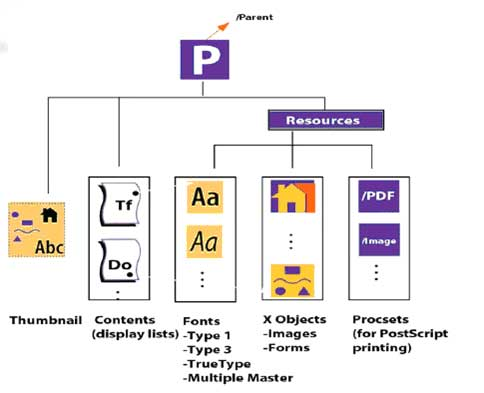 /Parent
P
Resources
Tf
Aa
/PDF
Aa
/Image
Do
Abc
Thumbnail
Contents
(display lists)
Fonts
-Type 1
-Type 3
-TrueType
-Multiple Master
X Objects
-Images
-Forms
Procsets
(for PostScript
printing)